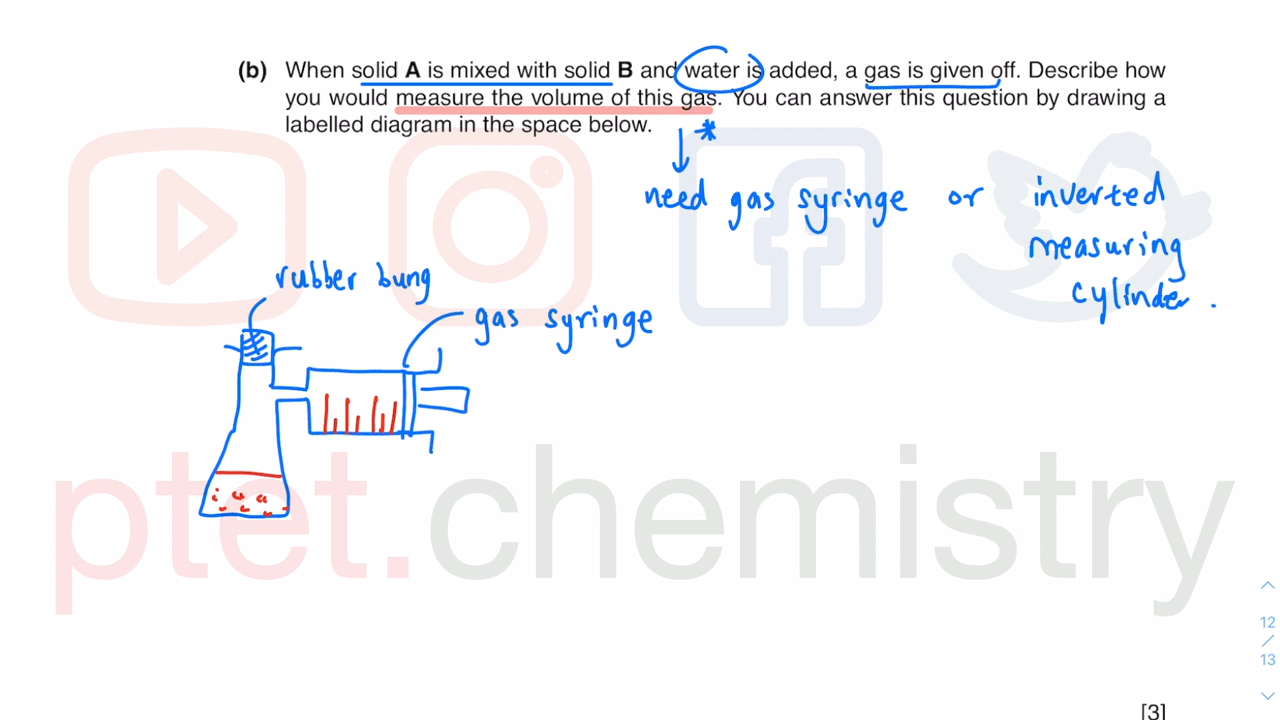 (b) When solid A is mixed with solid B and water is added, a gas is given off. Describe how
you would measure the volume of this gas. You can answer this question by drawing a
labelled diagram in the space below.
*
need gas syringe or inverted
measuring
cylinder.
rubber bung
gas syringe
ptet.chemistry
12
/
13
[3]